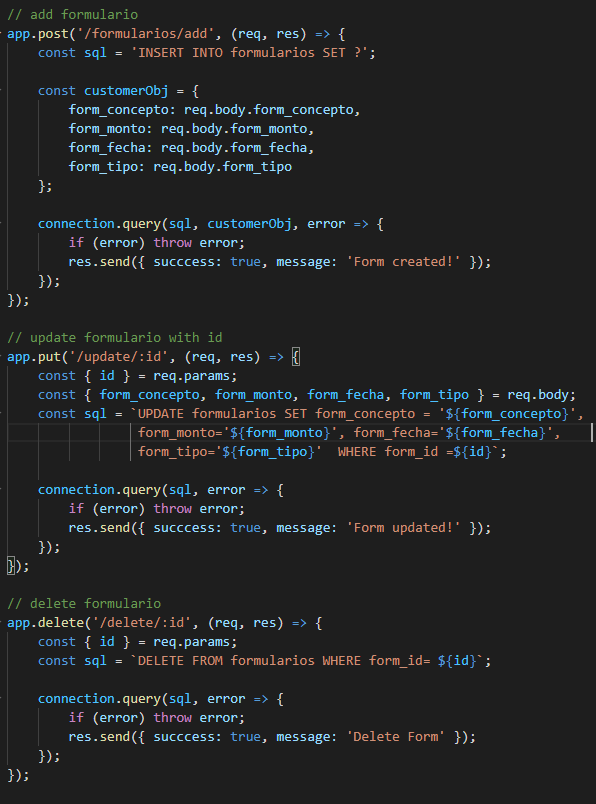 // add formulario
app.post('/formularios/add', (req, res) => {
const sql = 'INSERT INTO formularios SET ?';
const customerObj = {
form_concepto: req.body.form_concepto,
form_monto: req.body.form_monto,
form_fecha: req.body.form_fecha,
form_tipo: req.body.form_tipo
};
connection.query(sql, customerObj, error => {
if (error) throw error;
res.send({ succcess: true, message: 'Form created!' });
});
});
// update formulario with id
app.put('/update/:id', (req, res) => {
const { id } = req.params;
const { form_concepto, form_monto, form_fecha, form_tipo } = req.body;
const sql = `UPDATE formularios SET form_concepto = '${form_concepto}',
form_monto='${form_monto}', form_fecha='${form_fecha}',
form_tipo='${form_tipo}'  WHERE form_id =${id}`;
connection.query(sql, error => {
if (error) throw error;
res.send({ succcess: true, message: 'Form updated!' });
});
});
// delete formulario
app.delete('/delete/:id', (req, res) => {
const { id } = req.params;
const sql = `DELETE FROM formularios WHERE form_id= ${id}`;
connection.query(sql, error => {
if (error) throw error;
res.send({ succcess: true, message: 'Delete Form' });
});
});